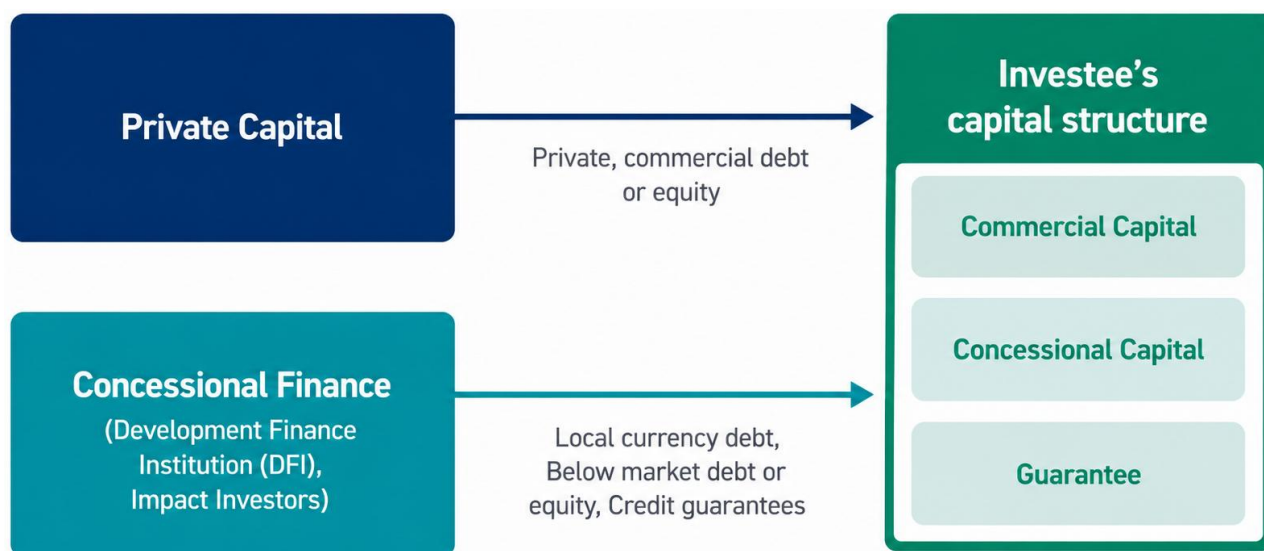 Private Capital
Private, commercial debt
or equity
Concessional Finance
(Development Finance
Institution (DFI),
Impact Investors)
Local currency debt,
Below market debt or
equity, Credit guarantees
Investee’s
capital structure
Commercial Capital
Concessional Capital
Guarantee